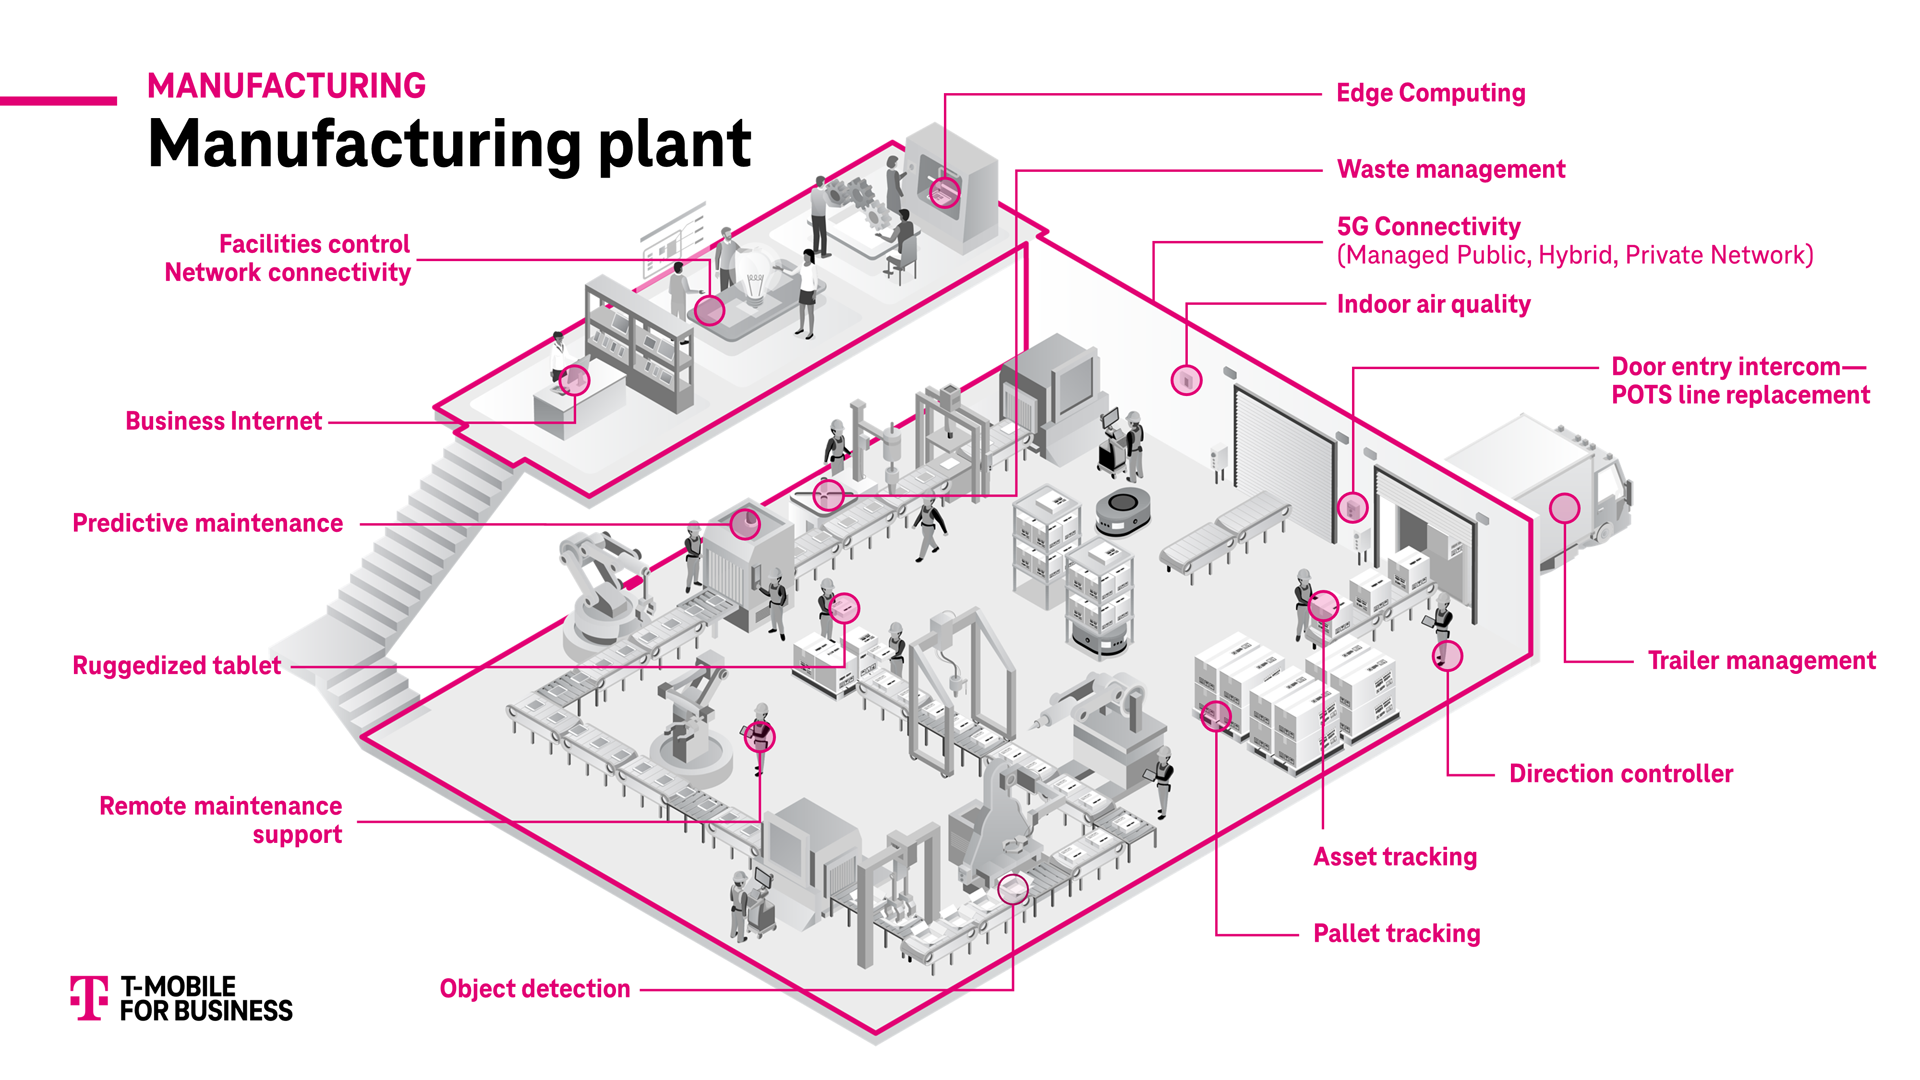 MANUFACTURING
Manufacturing plant
Edge Computing
Waste management
5G Connectivity
(Managed Public, Hybrid, Private Network)
Indoor air quality
Door entry intercom—
POTS line replacement
Facilities control
Network connectivity
Business Internet
Predictive maintenance
Ruggedized tablet
Remote maintenance
support
Object detection
Trailer management
Direction controller
Asset tracking
Pallet tracking
T T-MOBILE
FOR BUSINESS